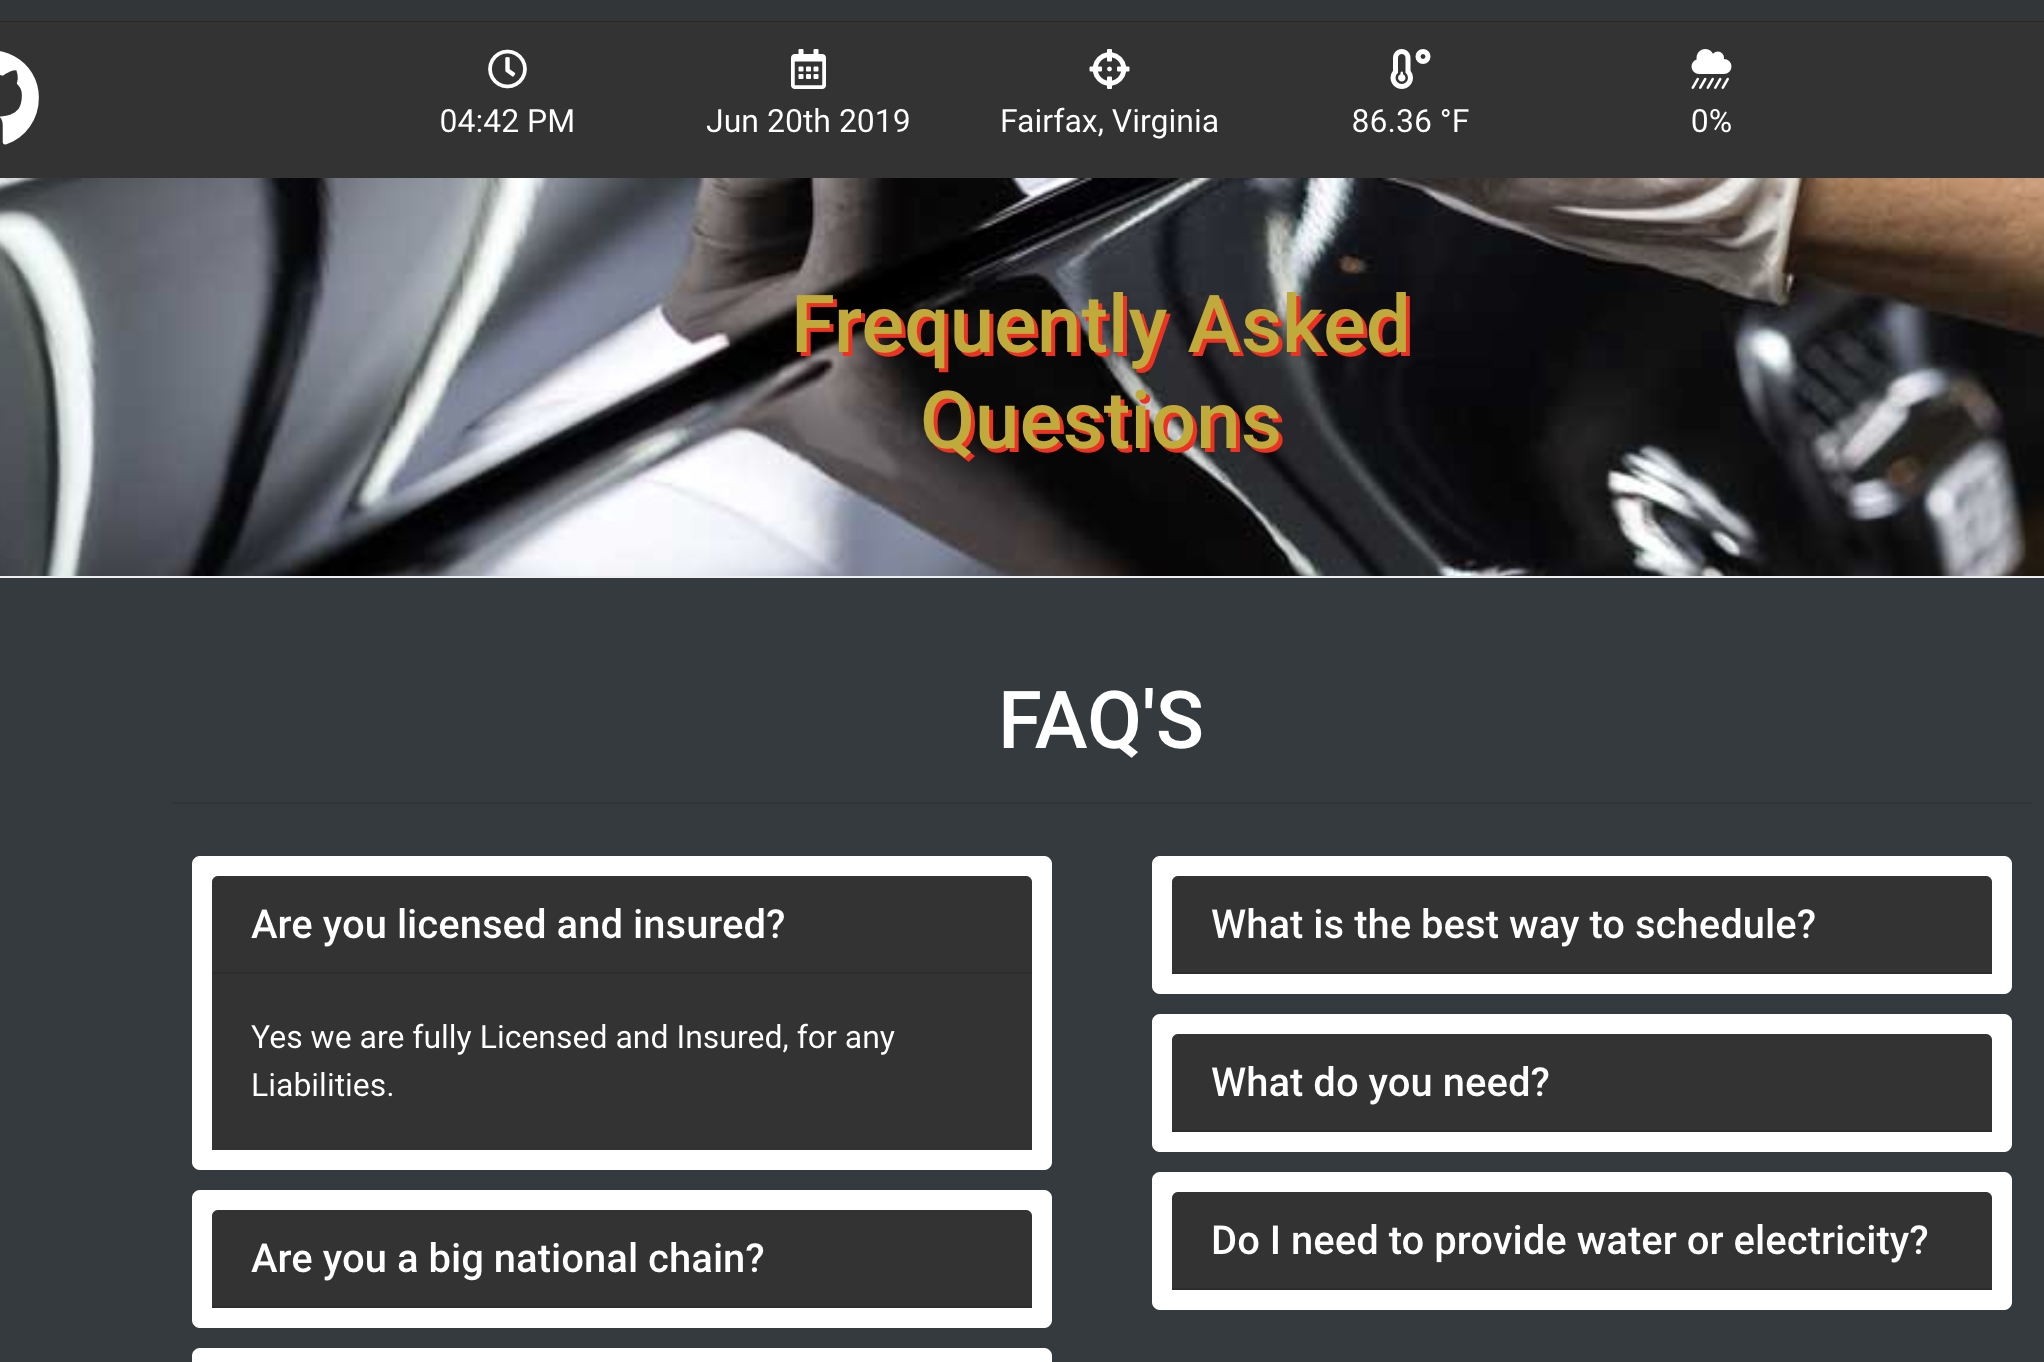 04:42 PM
Jun 20th 2019
Fairfax, Virginia
86.36 °F
0%
Frequently Asked
Questions
FAQ'S
Are you licensed and insured?
Yes we are fully Licensed and Insured, for any
Liabilities.
Are you a big national chain?
What is the best way to schedule?
What do you need?
Do I need to provide water or electricity?